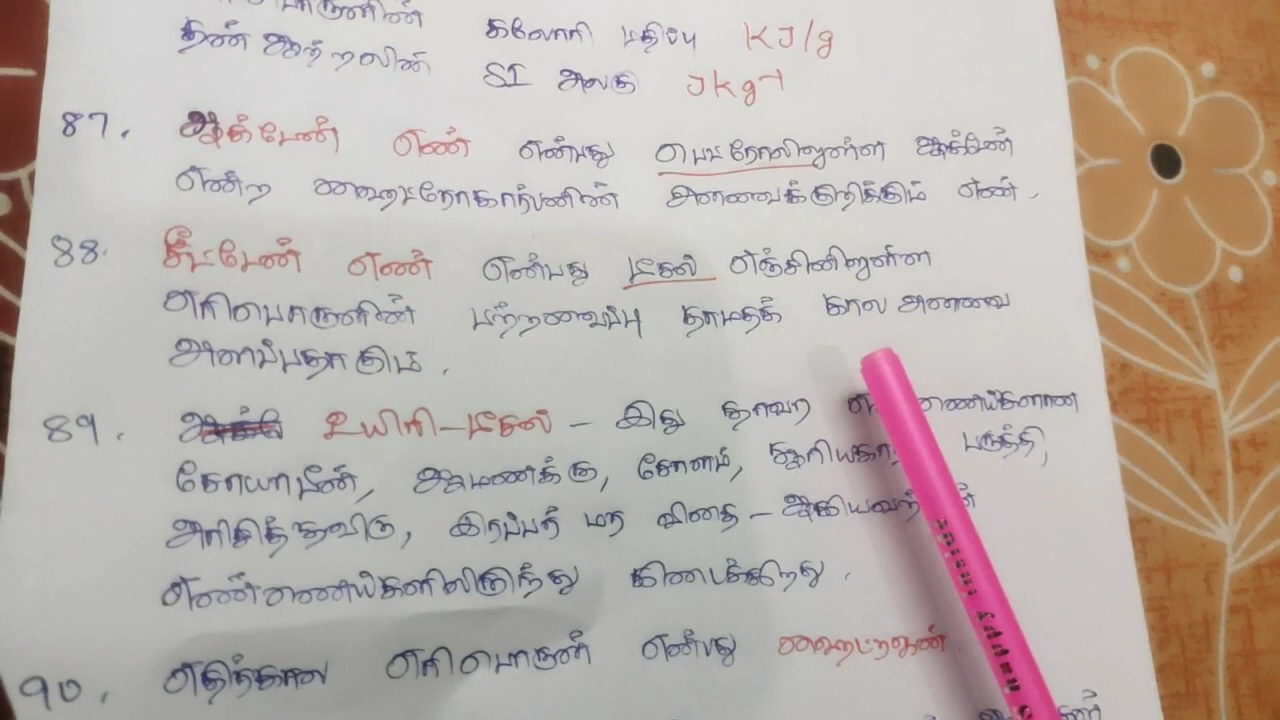 கலோரி மதிப்பு KJ/g
தன் ஆற்றலின் SI அலகு Jkg-1
87. ஆக்டேன் எண் என்பது பெட்ரோலிலுள்ள ஆக்டேன்
என்ற ஹைட்ரோகார்பனின் அளவைக்குறிக்கும் எண்.
88. சீட்டேன் எண் என்பது டீசல் எஞ்சினிலுள்ள
எரிபொருளின் பற்றவைப்பு தாமதக் கால அளவை
அளப்பதாகும்.
89. உயிரி-டீசல் - இது தாவர எண்ணெய்களான
சோயாபீன், ஆமணக்கு, சோளம், சூரியகா பருத்தி,
அரிசித்தவிடு, இரப்பர் மர விதை - ஆகியவற்றின்
எண்ணெய்களிலிருந்து கிடைக்கிறது.
90. எதிர்கால எரிபொருள் என்பது ஹைட்ரஜன்